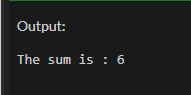 Output:
The sum is : 6